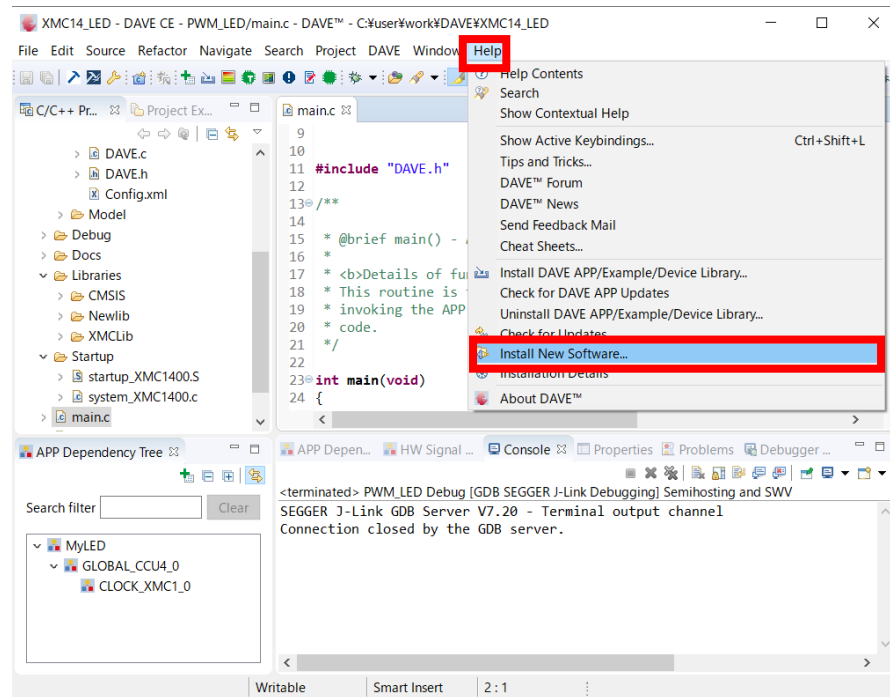 XMC14_LED - DAVE CE - PWM_LED/main.c - DAVE™ - C:¥user¥work¥DAVE¥XMC14_LED
File Edit Source Refactor Navigate Search Project DAVE Window Help
C/C++ Pr... Project Ex...
DAVE.c
DAVE.h
Config.xml
Model
Debug
Docs
Libraries
CMSIS
Newlib
XMCLib
Startup
startup_XMC1400.S
system_XMC1400.c
main.c
main.c
9
10
11 #include "DAVE.h"
12
13 /**
14
15 * @brief main() -
16 *
17 * <b>Details of fu
18 * This routine is
19 * invoking the APP
20 * code.
21 */
22
23 int main(void)
24 {
Help Contents
Search
Show Contextual Help
Show Active Keybindings... Ctrl+Shift+L
Tips and Tricks...
DAVE™ Forum
DAVE™ News
Send Feedback Mail
Cheat Sheets...
Install DAVE APP/Example/Device Library...
Check for DAVE APP Updates
Uninstall DAVE APP/Example/Device Library...
Check for Updates
Install New Software...
Installation Details
About DAVE™
APP Dependency Tree
Search filter Clear
MyLED
GLOBAL_CCU4_0
CLOCK_XMC1_0
APP Depen... HW Signal ... Console Properties Problems Debugger ...
<terminated> PWM_LED Debug [GDB SEGGER J-Link Debugging] Semihosting and SWV
SEGGER J-Link GDB Server V7.20 - Terminal output channel
Connection closed by the GDB server.
Writable Smart Insert 2 : 1